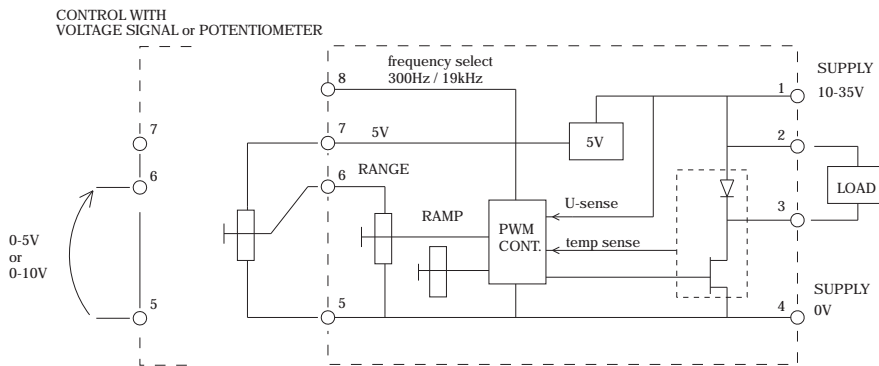 CONTROL WITH
VOLTAGE SIGNAL or POTENTIOMETER
8
frequency select
300Hz / 19kHz
1
SUPPLY
10-35V
7
7
5V
5V
2
6
6
RANGE
LOAD
U-sense
3
RAMP
PWM
CONT.
temp sense
0-5V
or
0-10V
5
5
4
SUPPLY
0V